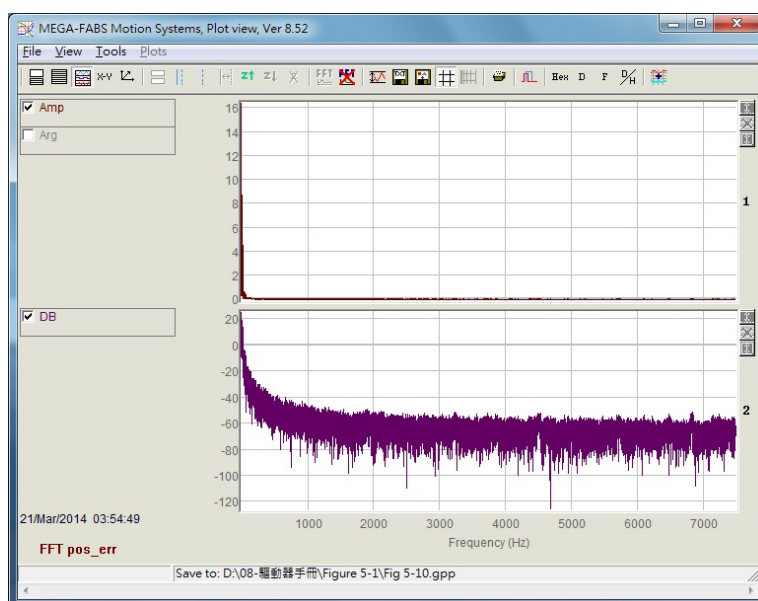 MEGA-FABS Motion Systems, Plot view, Ver 8.52
File View Tools Plots
X-Y FFT Hex D F D/H
Amp
Arg
16
14
12
10
8
6
4
2
0
1
DB
20
0
-20
-40
-60
-80
-100
-120
2
1000 2000 3000 4000 5000 6000 7000
Frequency (Hz)
21/Mar/2014 03:54:49
FFT pos_err
Save to: D:\08-驅動器手冊\Figure 5-1\Fig 5-10.gpp